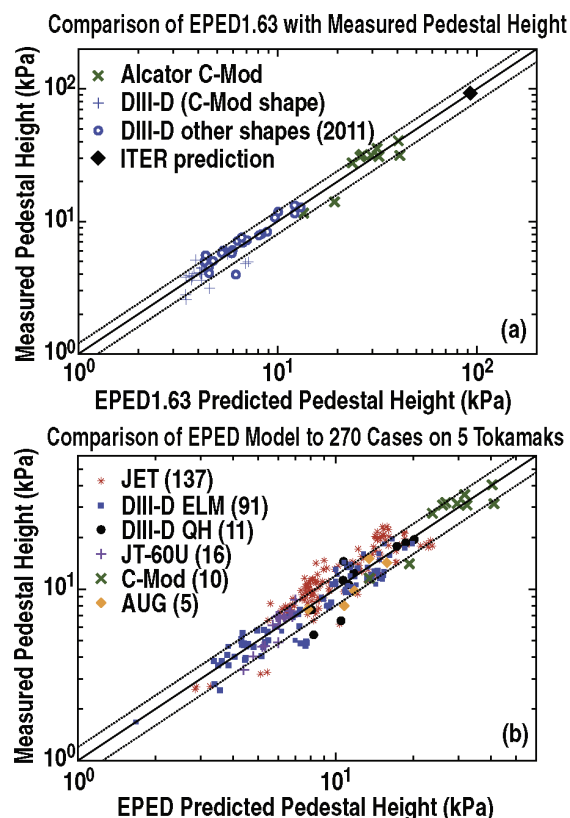 Comparison of EPED1.63 with Measured Pedestal Height
Measured Pedestal Height (kPa)
10²
10¹
10⁰
Alcator C-Mod
DIII-D (C-Mod shape)
DIII-D other shapes (2011)
ITER prediction
(a)
10⁰
10¹
10²
EPED1.63 Predicted Pedestal Height (kPa)
Comparison of EPED Model to 270 Cases on 5 Tokamaks
Measured Pedestal Height (kPa)
10¹
10⁰
JET (137)
DIII-D ELM (91)
DIII-D QH (11)
JT-60U (16)
C-Mod (10)
AUG (5)
(b)
10⁰
10¹
EPED Predicted Pedestal Height (kPa)